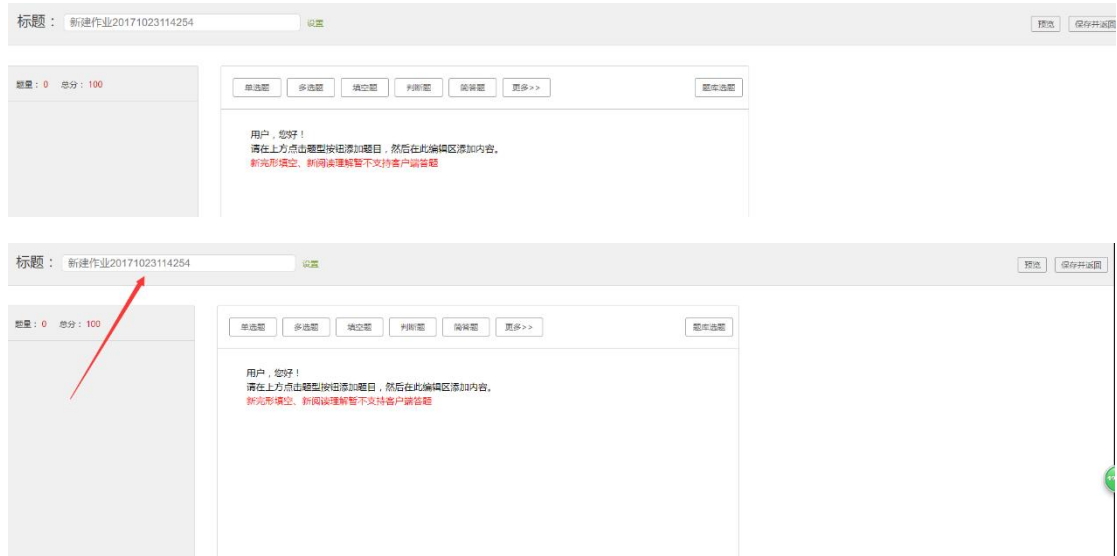 标题： 新建作业20171023114254 设置 预览 保存并返回
题量：0 总分：100 单选题 多选题 填空题 判断题 简答题 更多>> 题库选题
用户，您好！
请在上方点击题型按钮添加题目，然后在此编辑区添加内容。
新完形填空、新阅读理解暂不支持客户端答题
标题： 新建作业20171023114254 设置 预览 保存并返回
题量：0 总分：100 单选题 多选题 填空题 判断题 简答题 更多>> 题库选题
用户，您好！
请在上方点击题型按钮添加题目，然后在此编辑区添加内容。
新完形填空、新阅读理解暂不支持客户端答题